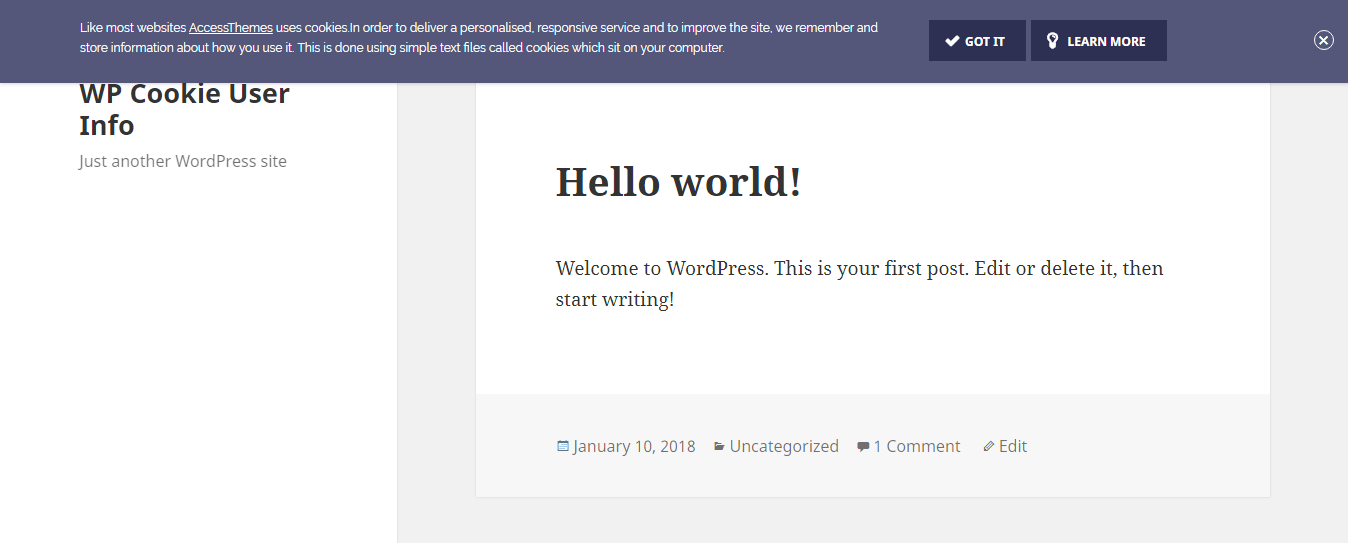 Like most websites AccessThemes uses cookies.In order to deliver a personalised, responsive service and to improve the site, we remember and
store information about how you use it. This is done using simple text files called cookies which sit on your computer.
GOT IT
LEARN MORE
WP Cookie User
Info
Just another WordPress site
Hello world!
Welcome to WordPress. This is your first post. Edit or delete it, then
start writing!
January 10, 2018 Uncategorized 1 Comment Edit